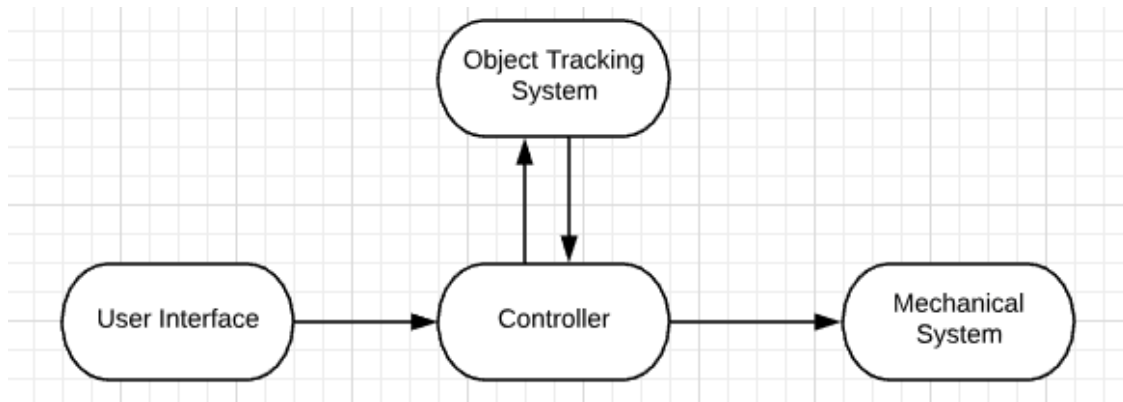 Object Tracking
System
User Interface
Controller
Mechanical
System